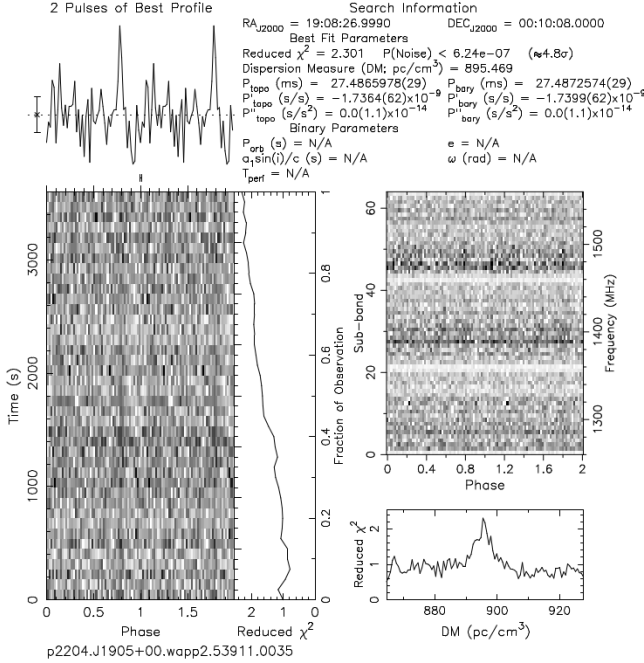 2 Pulses of Best Profile
Search Information
RA_J2000 = 19:08:26.9990 DEC_J2000 = 00:10:08.0000
Best Fit Parameters
Reduced χ² = 2.301 P(Noise) < 6.24e-07 (≈4.8σ)
Dispersion Measure (DM; pc/cm³) = 895.469
P_topo (ms) = 27.4865978(29) P_bary (ms) = 27.4872574(29)
P'_topo (s/s) = -1.7364(62)x10⁻⁹ P'_bary (s/s) = -1.7399(62)x10⁻⁹
P''_topo (s/s²) = 0.0(1.1)x10⁻¹⁴ P''_bary (s/s²) = 0.0(1.1)x10⁻¹⁴
Binary Parameters
P_orb (s) = N/A e = N/A
a₁sin(i)/c (s) = N/A ω (rad) = N/A
T_peri = N/A
Time (s)
0 1000 2000 3000
0 0.5 1 1.5
Phase
Fraction of Observation
0 0.2 0.4 0.6 0.8 1
2 1 0
Reduced χ²
Sub-band
0 20 40 60
Frequency (MHz)
1300 1400 1500
0 0.4 0.8 1.2 1.6 2
Phase
Reduced χ²
0 1 2
880 900 920
DM (pc/cm³)
p2204.J1905+00.wapp2.53911.0035